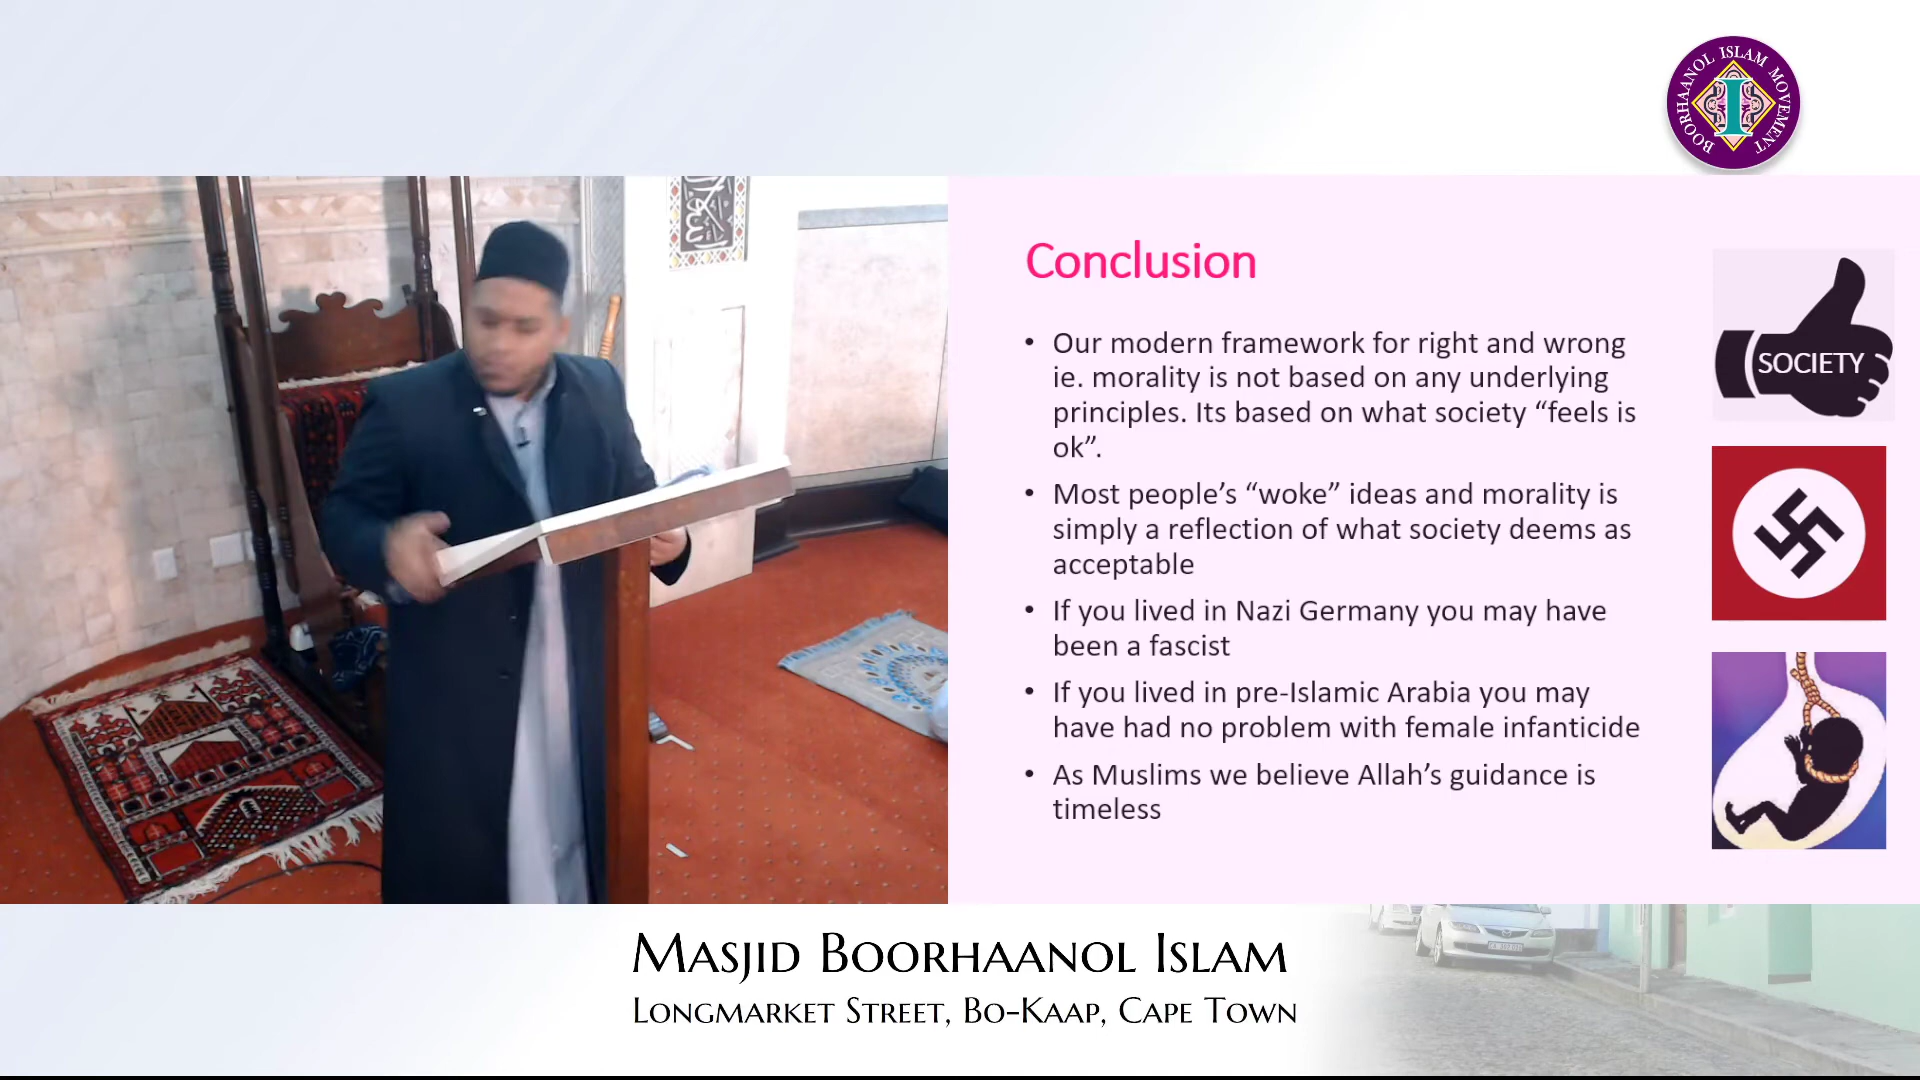 BOORHAANOL ISLAM MOVEMENT
I
Conclusion
• Our modern framework for right and wrong
ie. morality is not based on any underlying
principles. Its based on what society “feels is
ok”.
• Most people’s “woke” ideas and morality is
simply a reflection of what society deems as
acceptable
• If you lived in Nazi Germany you may have
been a fascist
• If you lived in pre-Islamic Arabia you may
have had no problem with female infanticide
• As Muslims we believe Allah’s guidance is
timeless
SOCIETY
MASJID BOORHAANOL ISLAM
LONGMARKET STREET, BO-KAAP, CAPE TOWN